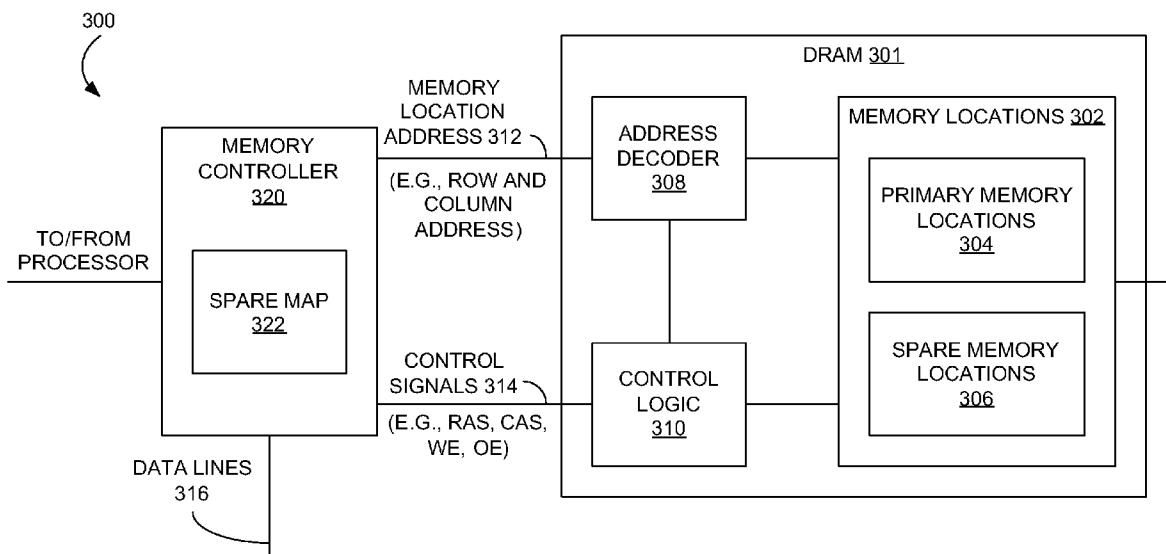 300
DRAM 301
MEMORY
LOCATION
ADDRESS 312
(E.G., ROW AND
COLUMN
ADDRESS)
MEMORY
CONTROLLER
320
SPARE MAP
322
TO/FROM
PROCESSOR
ADDRESS
DECODER
308
MEMORY LOCATIONS 302
PRIMARY MEMORY
LOCATIONS
304
SPARE MEMORY
LOCATIONS
306
CONTROL
SIGNALS 314
(E.G., RAS, CAS,
WE, OE)
CONTROL
LOGIC
310
DATA LINES
316